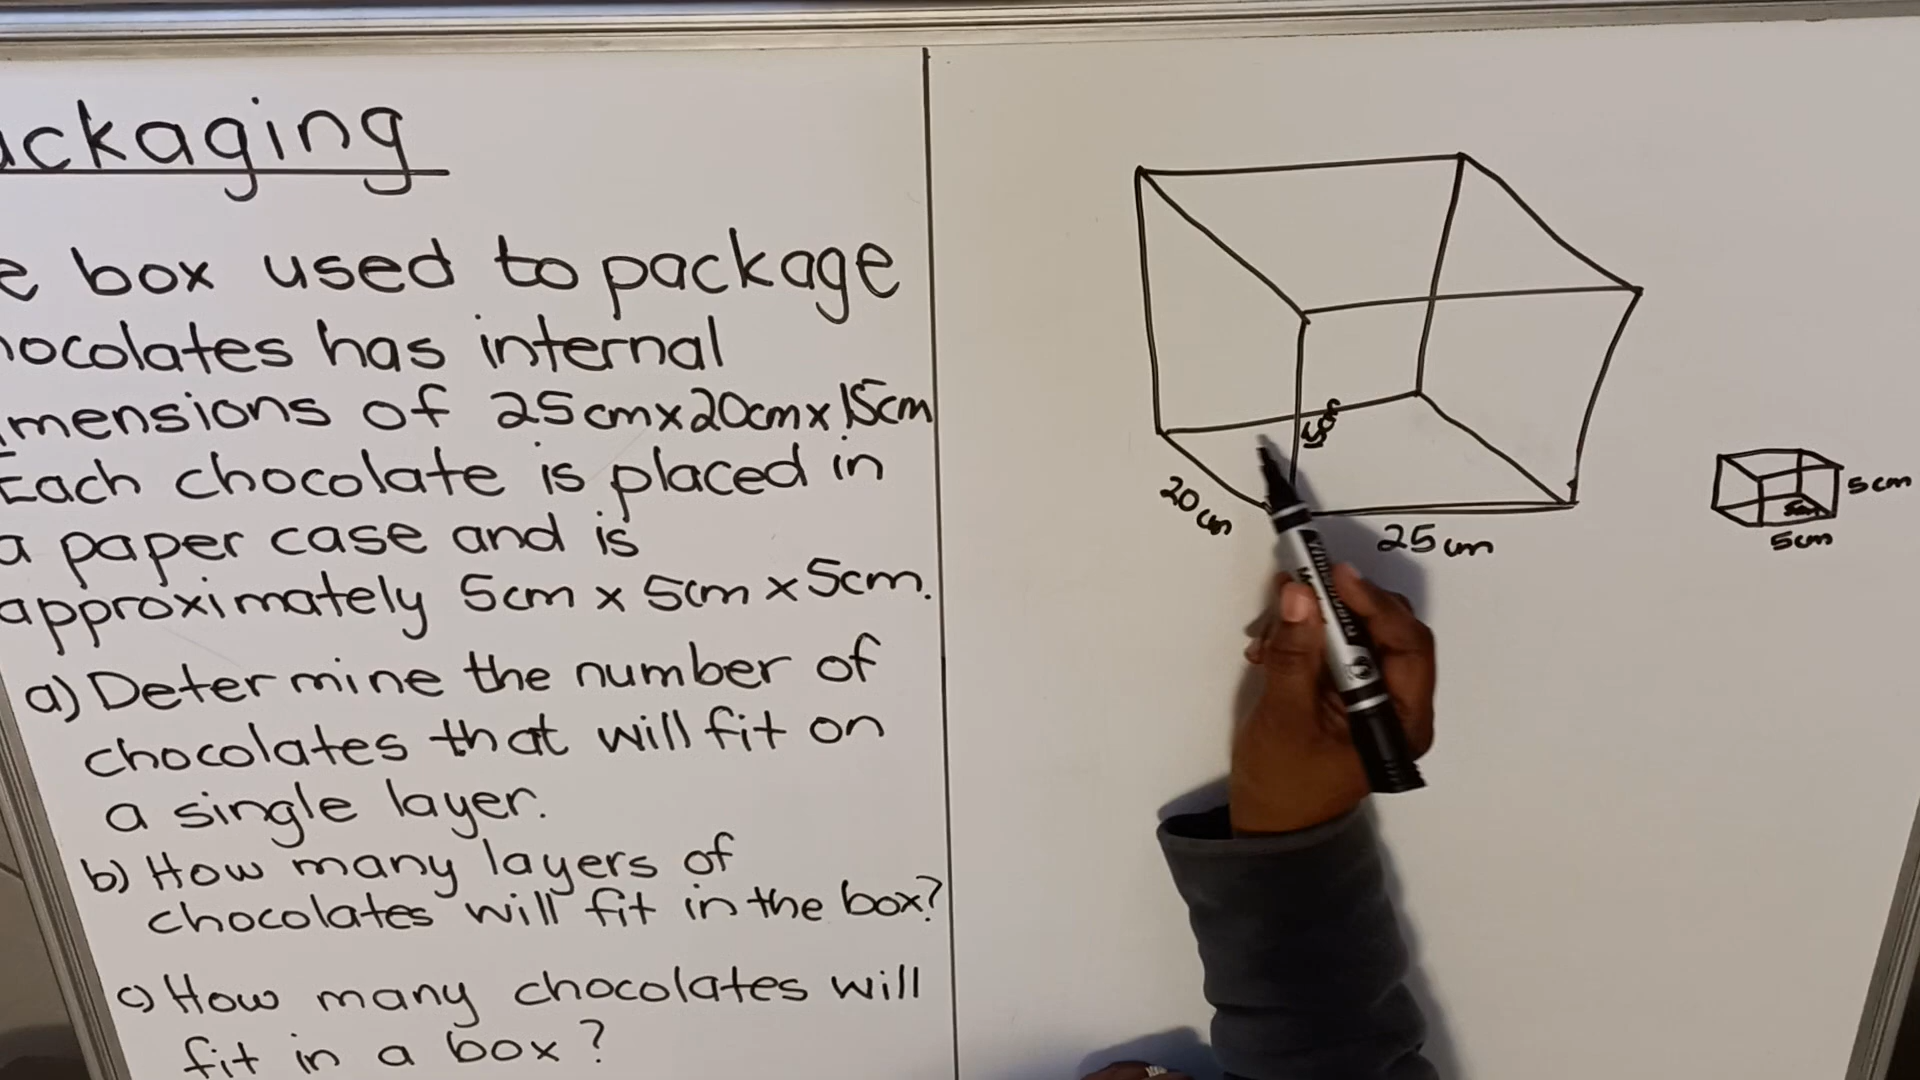 ackaging
e box used to package
hocolates has internal
imensions of 25cm x 20cm x 15cm
Each chocolate is placed in
a paper case and is
approximately 5cm x 5cm x 5cm.
a) Determine the number of
chocolates that will fit on
a single layer.
b) How many layers of
chocolates will fit in the box?
c) How many chocolates will
fit in a box?
15cm
20cm
25cm
5cm
5cm
5cm